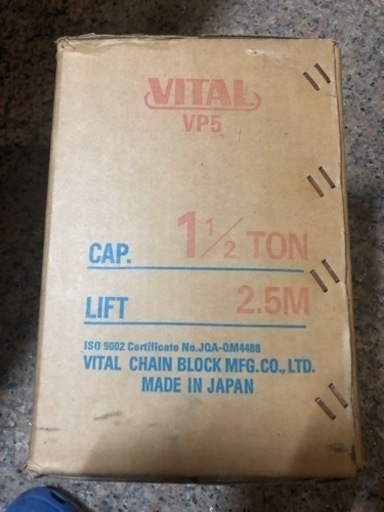 VITAL
VP5
CAP. 1 1/2 TON
LIFT 2.5M
ISO 9002 Certificate No.JQA-QM4488
VITAL CHAIN BLOCK MFG.CO.,LTD.
MADE IN JAPAN